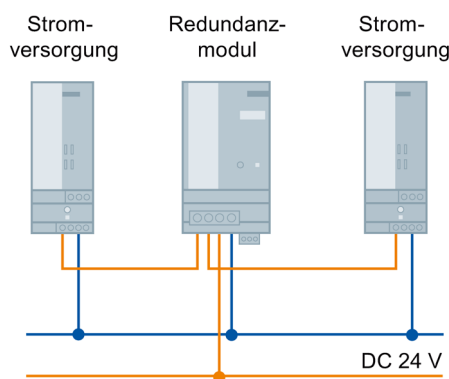 Strom-
versorgung
Redundanz-
modul
Strom-
versorgung
DC 24 V